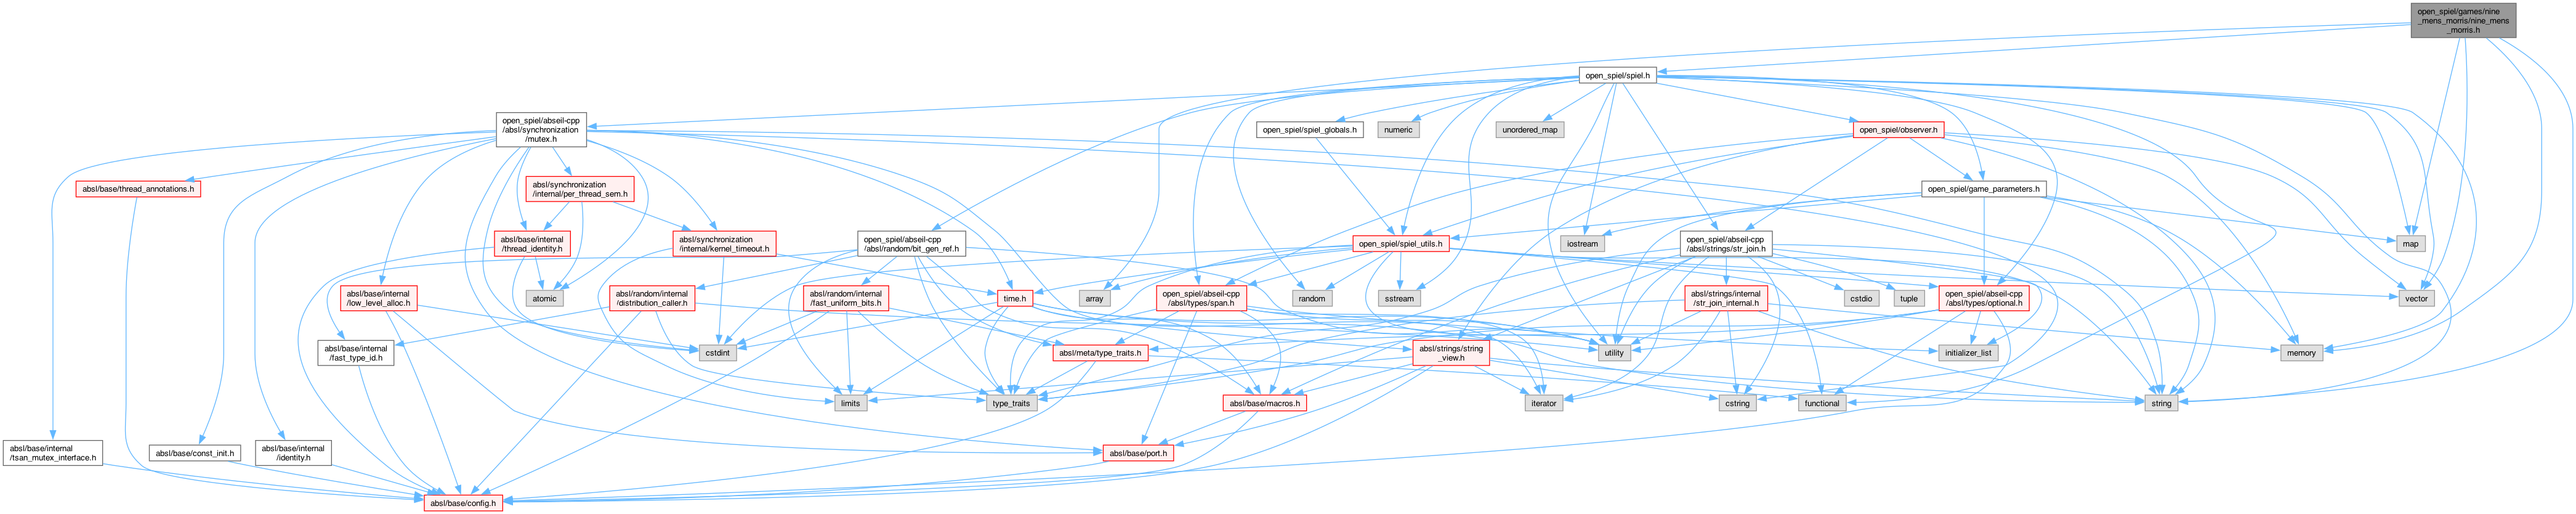 open_spiel/games/nine
_mens_morris/nine_mens
_morris.h
open_spiel/spiel.h
open_spiel/abseil-cpp
/absl/synchronization
/mutex.h
open_spiel/spiel_globals.h
numeric
unordered_map
open_spiel/observer.h
absl/base/thread_annotations.h
absl/synchronization
/internal/per_thread_sem.h
open_spiel/game_parameters.h
absl/base/internal
/thread_identity.h
absl/synchronization
/internal/kernel_timeout.h
open_spiel/abseil-cpp
/absl/random/bit_gen_ref.h
open_spiel/spiel_utils.h
iostream
open_spiel/abseil-cpp
/absl/strings/str_join.h
map
absl/base/internal
/low_level_alloc.h
atomic
absl/random/internal
/distribution_caller.h
absl/random/internal
/fast_uniform_bits.h
time.h
array
open_spiel/abseil-cpp
/absl/types/span.h
random
sstream
absl/strings/internal
/str_join_internal.h
cstdio
tuple
open_spiel/abseil-cpp
/absl/types/optional.h
vector
absl/base/internal
/fast_type_id.h
cstdint
absl/meta/type_traits.h
absl/strings/string
_view.h
utility
initializer_list
memory
limits
type_traits
absl/base/macros.h
iterator
cstring
functional
string
absl/base/internal
/tsan_mutex_interface.h
absl/base/const_init.h
absl/base/internal
/identity.h
absl/base/port.h
absl/base/config.h